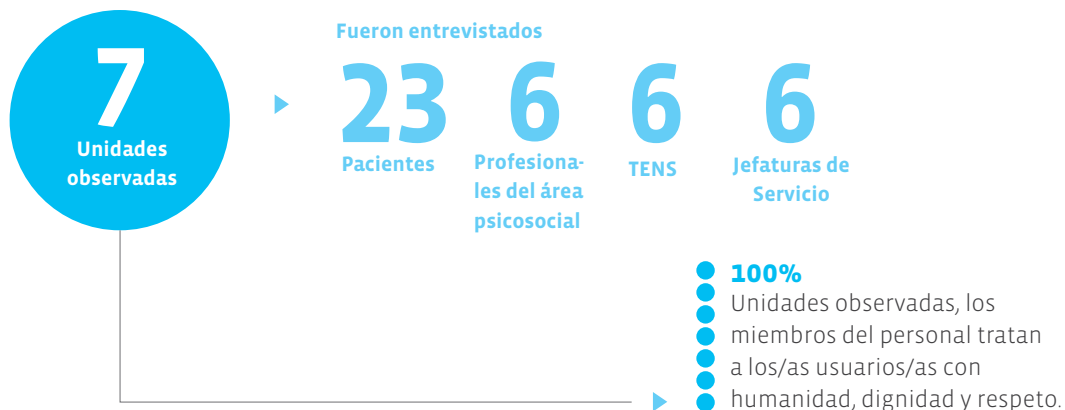 7
Unidades
observadas
Fueron entrevistados
23
Pacientes
6
Profesiona-
les del área
psicosocial
6
TENS
6
Jefaturas de
Servicio
100%
Unidades observadas, los
miembros del personal tratan
a los/as usuarios/as con
humanidad, dignidad y respeto.